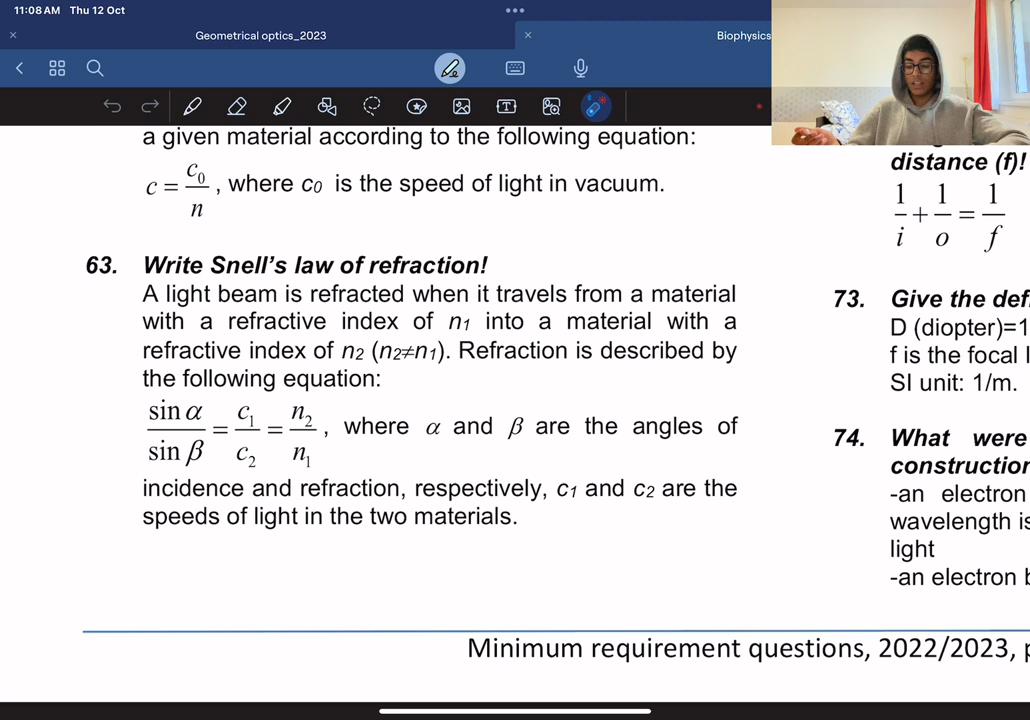 11:08 AM Thu 12 Oct
Geometrical optics_2023
Biophysics
a given material according to the following equation:
c = c0/n, where c0 is the speed of light in vacuum.
63. Write Snell's law of refraction!
A light beam is refracted when it travels from a material
with a refractive index of n1 into a material with a
refractive index of n2 (n2≠n1). Refraction is described by
the following equation:
sin α / sin β = c1/c2 = n2/n1, where α and β are the angles of
incidence and refraction, respectively, c1 and c2 are the
speeds of light in the two materials.
distance (f)!
1/i + 1/o = 1/f
73. Give the def
D (diopter)=1
f is the focal l
SI unit: 1/m.
74. What were
construction
-an electron
wavelength is
light
-an electron b
Minimum requirement questions, 2022/2023, p